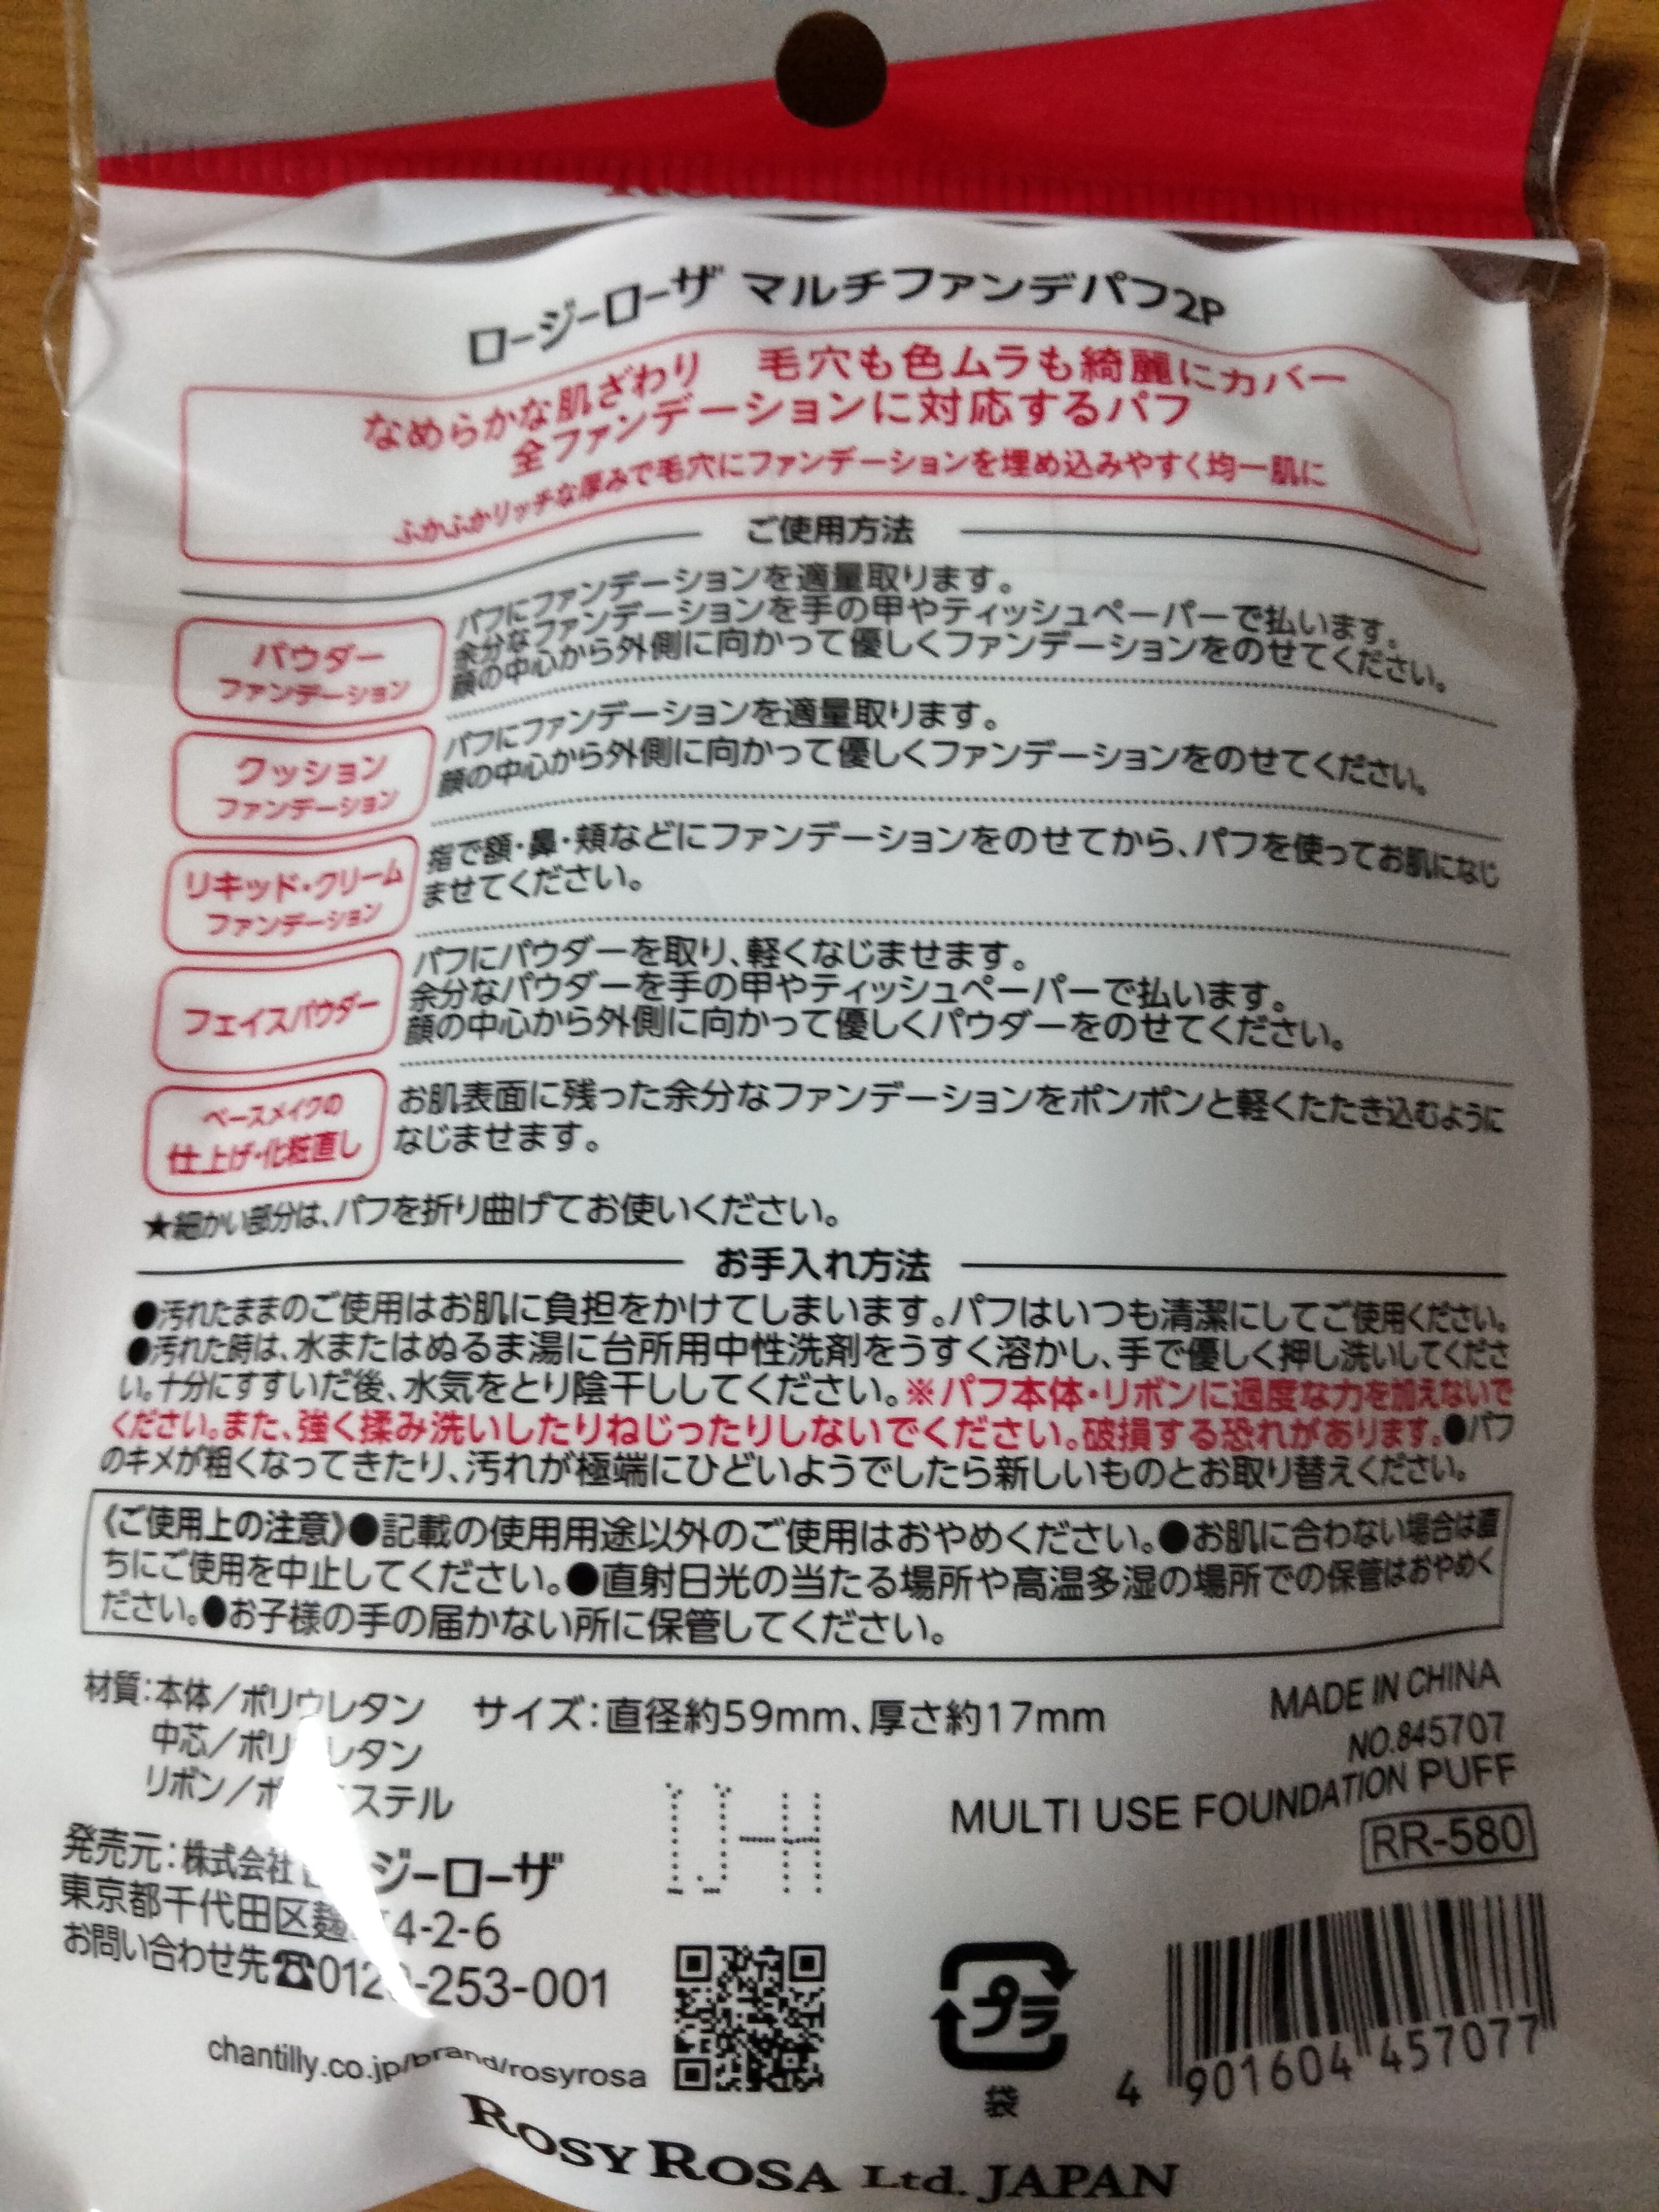 ロージーローザ マルチファンデパフ2P
なめらかな肌ざわり 毛穴も色ムラも綺麗にカバー
全ファンデーションに対応するパフ
ふかふかリッチな厚みで毛穴にファンデーションを埋め込みやすく均一肌に
ご使用方法
パウダー
ファンデーション
パフにファンデーションを適量取ります。
余分なファンデーションを手の甲やティッシュペーパーで払います。
顔の中心から外側に向かって優しくファンデーションをのせてください。
クッション
ファンデーション
パフにファンデーションを適量取ります。
顔の中心から外側に向かって優しくファンデーションをのせてください。
リキッド・クリーム
ファンデーション
指で額・鼻・頬などにファンデーションをのせてから、パフを使ってお肌になじ
ませてください。
フェイスパウダー
パフにパウダーを取り、軽くなじませます。
余分なパウダーを手の甲やティッシュペーパーで払います。
顔の中心から外側に向かって優しくパウダーをのせてください。
ベースメイクの
仕上げ・化粧直し
お肌表面に残った余分なファンデーションをポンポンと軽くたたき込むように
なじませます。
★細かい部分は、パフを折り曲げてお使いください。
お手入れ方法
●汚れたままのご使用はお肌に負担をかけてしまいます。パフはいつも清潔にしてご使用ください。
●汚れた時は、水またはぬるま湯に台所用中性洗剤をうすく溶かし、手で優しく押し洗いしてくださ
い。十分にすすいだ後、水気をとり陰干ししてください。※パフ本体・リボンに過度な力を加えないで
ください。また、強く揉み洗いしたりねじったりしないでください。破損する恐れがあります。●パフ
のキメが粗くなってきたり、汚れが極端にひどいようでしたら新しいものとお取り替えください。
《ご使用上の注意》●記載の使用用途以外のご使用はおやめください。●お肌に合わない場合は直
ちにご使用を中止してください。●直射日光の当たる場所や高温多湿の場所での保管はおやめく
ださい。●お子様の手の届かない所に保管してください。
材質：本体／ポリウレタン サイズ：直径約59mm、厚さ約17mm
中芯／ポリ レタン
リボン／ポ ステル
MADE IN CHINA
NO.845707
MULTI USE FOUNDATION PUFF
RR-580
発売元：株式会社 ジーローザ
東京都千代田区麹 4-2-6
お問い合わせ先☎012 -253-001
chantilly.co.jp/brand/rosyrosa
プラ
袋
4 901604 457077
ROSY ROSA Ltd. JAPAN